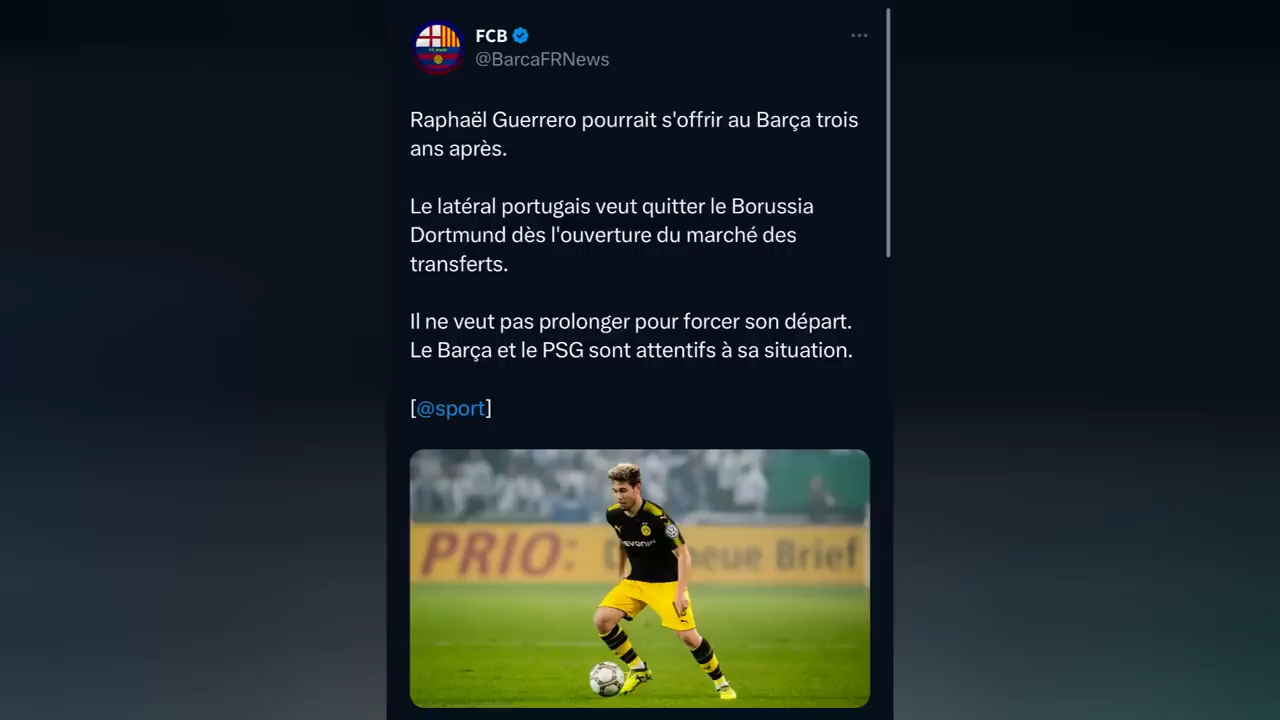 FCB
@BarcaFRNews
Raphaël Guerrero pourrait s'offrir au Barça trois
ans après.
Le latéral portugais veut quitter le Borussia
Dortmund dès l'ouverture du marché des
transferts.
Il ne veut pas prolonger pour forcer son départ.
Le Barça et le PSG sont attentifs à sa situation.
[@sport]
PRIO: neue Brief